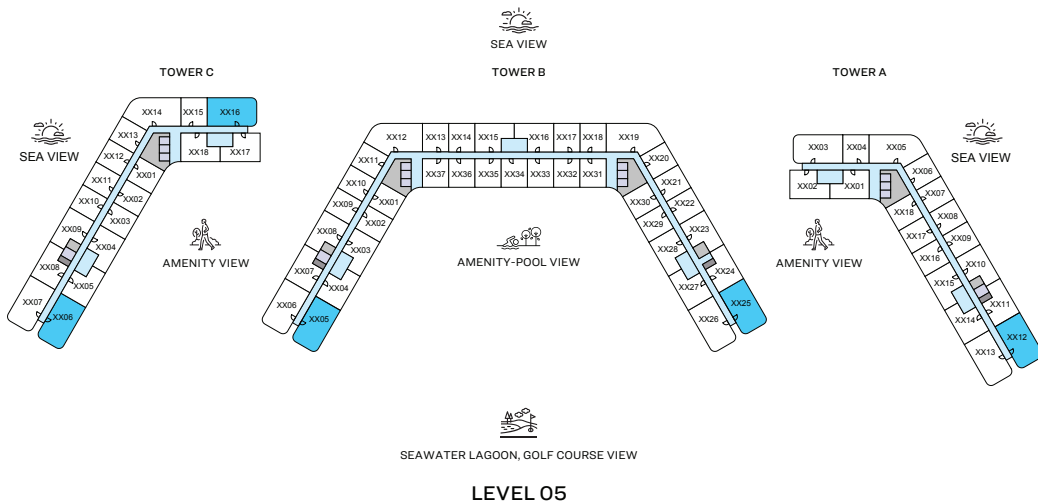 SEA VIEW
TOWER C
TOWER B
TOWER A
SEA VIEW
SEA VIEW
XX14
XX15
XX16
XX13
XX12
XX11
XX10
XX09
XX08
XX07
XX06
XX05
XX04
XX03
XX02
XX01
XX18
XX17
AMENITY VIEW
XX12
XX13
XX14
XX15
XX16
XX17
XX18
XX19
XX11
XX10
XX09
XX08
XX07
XX06
XX05
XX04
XX03
XX02
XX01
XX37
XX36
XX35
XX34
XX33
XX32
XX31
XX20
XX21
XX22
XX23
XX24
XX25
XX26
XX27
XX28
XX29
XX30
AMENITY-POOL VIEW
XX03
XX04
XX05
XX02
XX01
XX06
XX07
XX08
XX09
XX10
XX11
XX12
XX13
XX14
XX15
XX16
XX17
XX18
AMENITY VIEW
SEAWATER LAGOON, GOLF COURSE VIEW
LEVEL 05